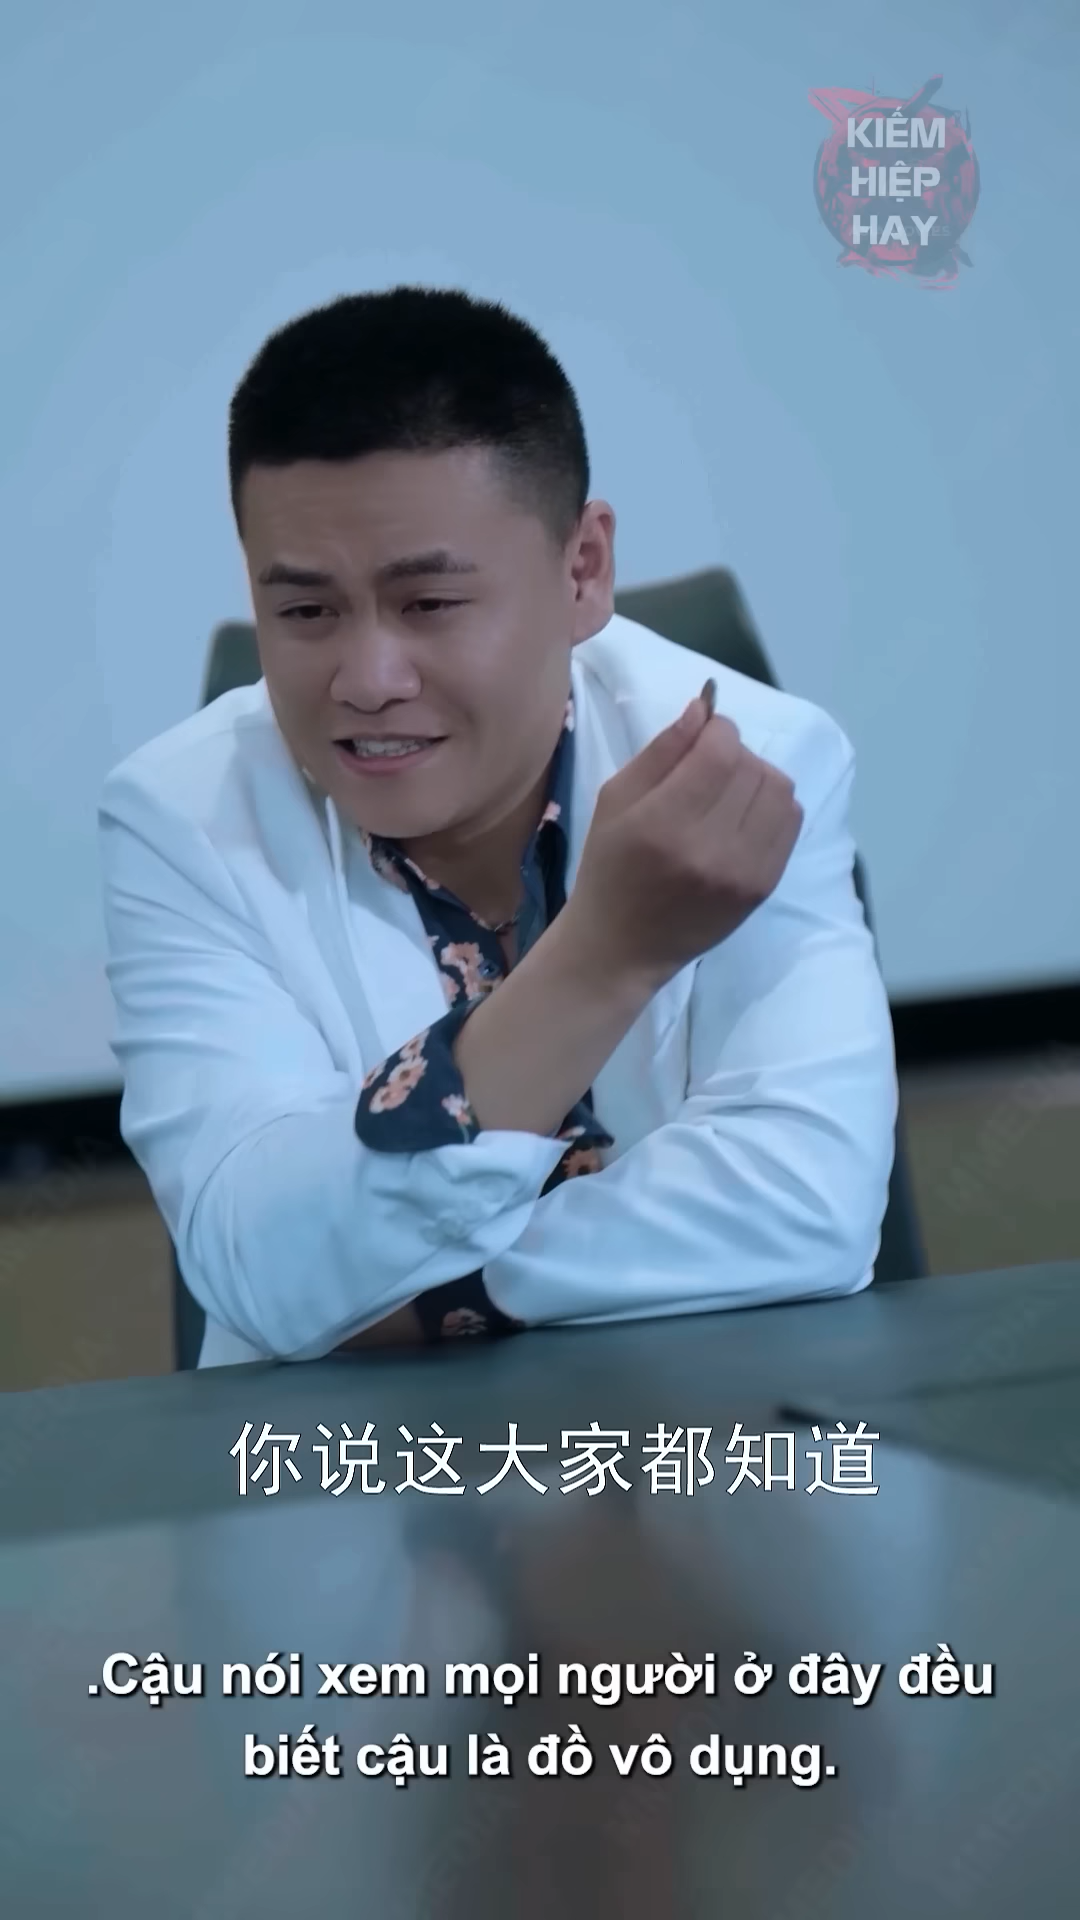 KIẾM
HIỆP
HAY
你说这大家都知道
.Cậu nói xem mọi người ở đây đều
biết cậu là đồ vô dụng.